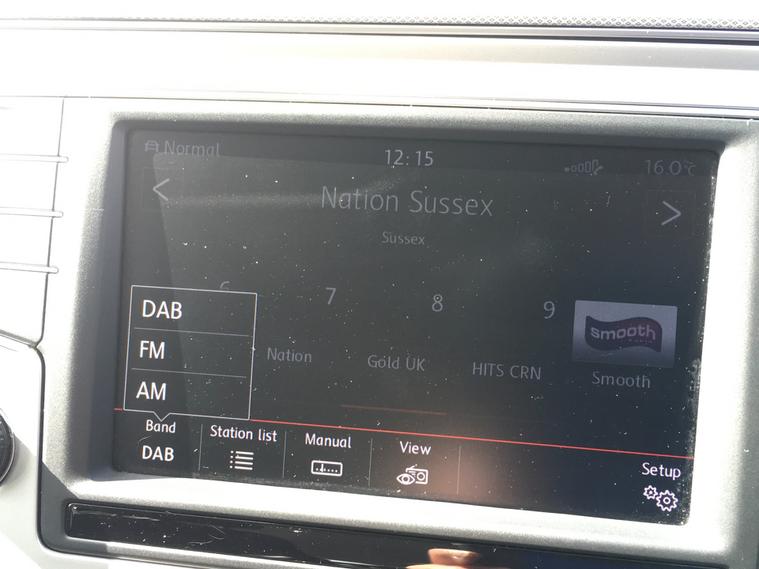 Normal 12:15 16.0°C
< Nation Sussex >
Sussex
6 7 8 9
smooth
Nation Gold UK HITS CRN Smooth
DAB
FM
AM
Band Station list Manual View Setup
DAB